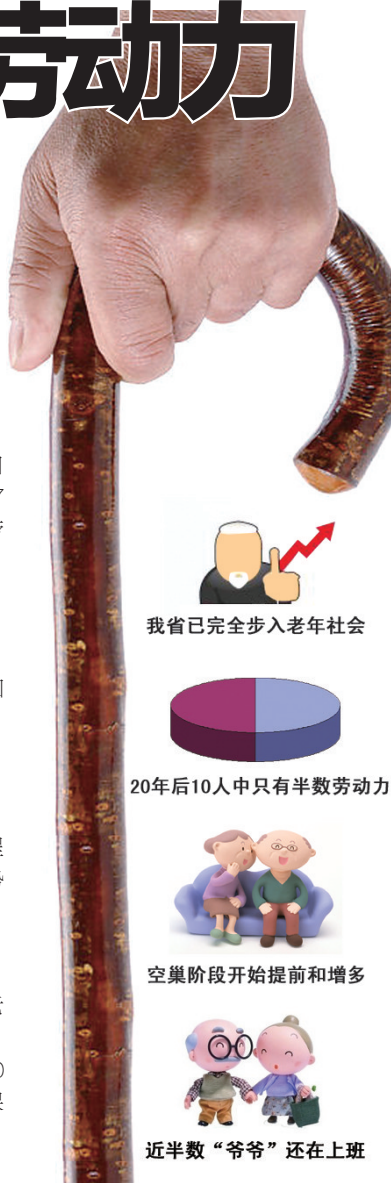 劳动力
我省已完全步入老年社会
20年后10人中只有半数劳动力
空巢阶段开始提前和增多
近半数“爷爷”还在上班